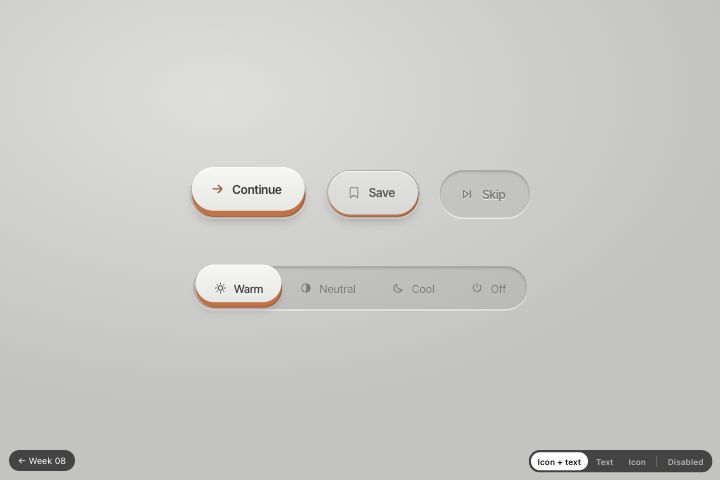 Continue
Save
Skip
Warm
Neutral
Cool
Off
← Week 08
Icon + text
Text
Icon
Disabled